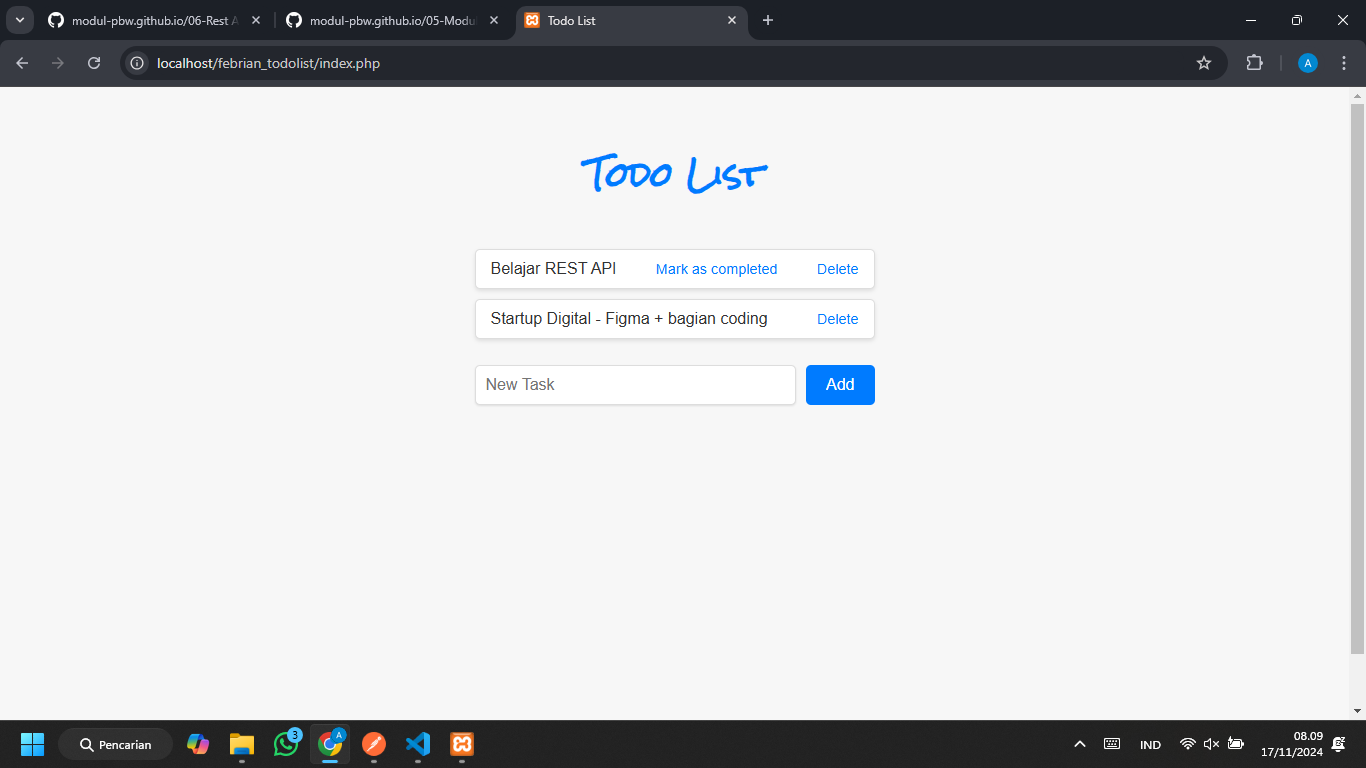 modul-pbw.github.io/06-Rest A
modul-pbw.github.io/05-Modu
Todo List
localhost/febrian_todolist/index.php
A
Todo List
Belajar REST API Mark as completed Delete
Startup Digital - Figma + bagian coding Delete
New Task Add
Pencarian
3
A
IND
08.09
17/11/2024